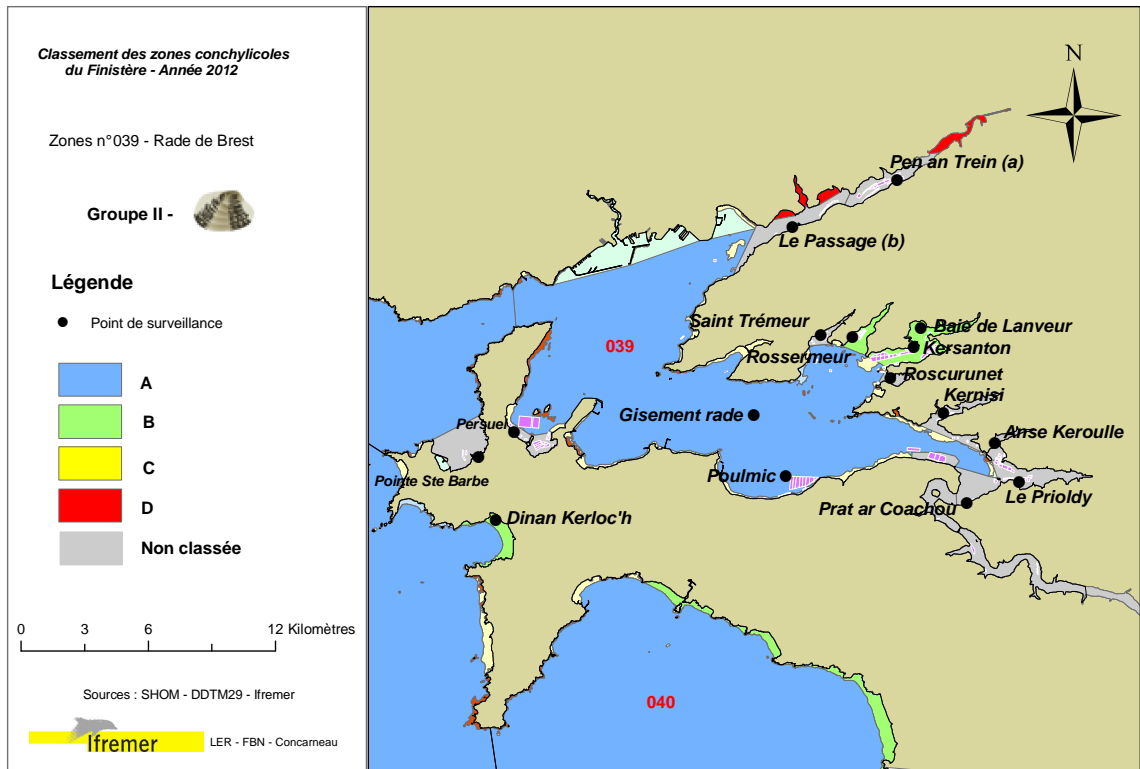 Classement des zones conchylicoles
du Finistère - Année 2012
Zones n°039 - Rade de Brest
Groupe II -
Légende
Point de surveillance
A
B
C
D
Non classée
0 3 6 12 Kilomètres
Sources : SHOM - DDTM29 - Ifremer
Ifremer
LER - FBN - Concarneau
N
Pen an Trein (a)
Le Passage (b)
Saint Trémeur
Baie de Lanveur
039
Rossermeur
Kersanton
Roscurunet
Kernisi
Gisement rade
Persuel
Anse Keroulle
Pointe Ste Barbe
Poulmic
Le Prioldy
Prat ar Coachou
Dinan Kerloc'h
040